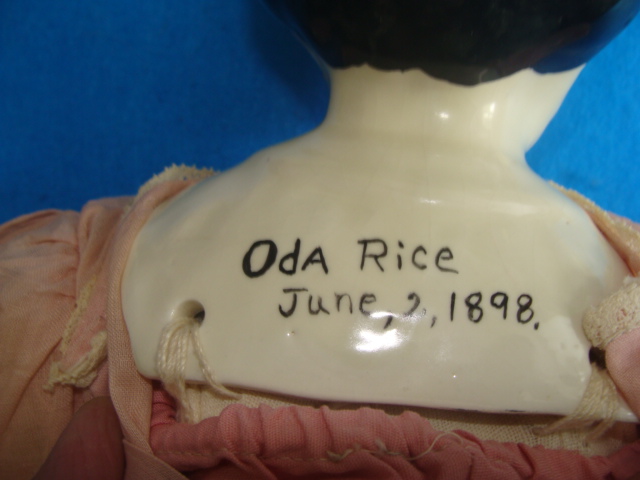 Oda Rice
June, 2, 1898.